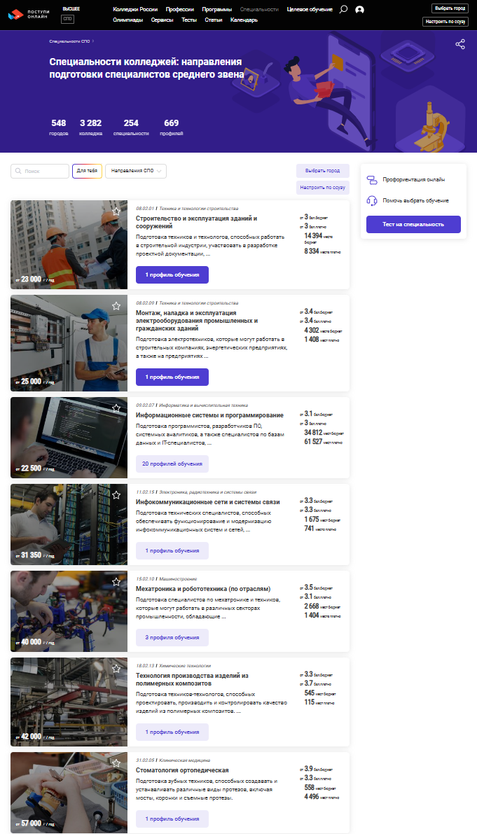 ПОСТУПИ
ОНЛАЙН
ВЫСШЕЕ
СПО
Колледжи России Профессии Программы Специальности Целевое обучение
Олимпиады Сервисы Тесты Статьи Календарь
Выбрать город
Настроить по ссузу
Специальности СПО
Специальности колледжей: направления
подготовки специалистов среднего звена
548 городов
3 282 колледжа
254 специальности
669 профилей
Поиск
Для тебя
Направления СПО
Выбрать город
Настроить по ссузу
Профориентация онлайн
Помочь выбрать обучение
Тест на специальность
от 23 000 ₽ / год
08.02.01 | Техника и технологии строительства
Строительство и эксплуатация зданий и
сооружений
Подготовка техников и технологов, способных работать
в строительной индустрии, участвовать в разработке
проектной документации, ...
1 профиль обучения
от 3 бал.бюджет
от 3 бал.платно
14 394 мест
бюджет
8 334 мест платно
от 25 000 ₽ / год
08.02.09 | Техника и технологии строительства
Монтаж, наладка и эксплуатация
электрооборудования промышленных и
гражданских зданий
Подготовка электротехников, которые могут работать в
строительных компаниях, энергетических предприятиях,
а также на предприятиях ...
1 профиль обучения
от 3.4 бал.бюджет
от 3.4 бал.платно
4 302 мест бюджет
1 408 мест платно
от 22 500 ₽ / год
09.02.07 | Информатика и вычислительная техника
Информационные системы и программирование
Подготовка программистов, разработчиков ПО,
системных аналитиков, а также специалистов по базам
данных и IT-специалистов, ...
20 профилей обучения
от 3.1 бал.бюджет
от 3 бал.платно
34 812 мест бюджет
61 527 мест платно
от 31 350 ₽ / год
11.02.15 | Электроника, радиотехника и системы связи
Инфокоммуникационные сети и системы связи
Подготовка технических специалистов, способных
обеспечивать функционирование и модернизацию
инфокоммуникационных систем и сетей, ...
1 профиль обучения
от 3.3 бал.бюджет
от 3.3 бал.платно
1 675 мест бюджет
741 мест платно
от 40 000 ₽ / год
15.02.10 | Машиностроение
Мехатроника и робототехника (по отраслям)
Подготовка специалистов по мехатронике и техников,
которые могут работать в различных секторах
промышленности, обладающие ...
3 профиля обучения
от 3.5 бал.бюджет
от 3.1 бал.платно
2 668 мест бюджет
1 404 мест платно
18.02.13 | Химические технологии
Технология производства изделий из
полимерных композитов
Подготовка техников-технологов, способных
проектировать, производить и контролировать качество
изделий из полимерных композитов. ...
1 профиль обучения
от 3.3 бал.бюджет
от 3.7 бал.платно
545 мест бюджет
115 мест платно
от 57 000 ₽ / год
31.02.05 | Клиническая медицина
Стоматология ортопедическая
Подготовка зубных техников, способных создавать и
устанавливать различные виды протезов, включая
мосты, коронки и съемные протезы.
1 профиль обучения
от 3.9 бал.бюджет
от 3.3 бал.платно
558 мест бюджет
4 496 мест платно